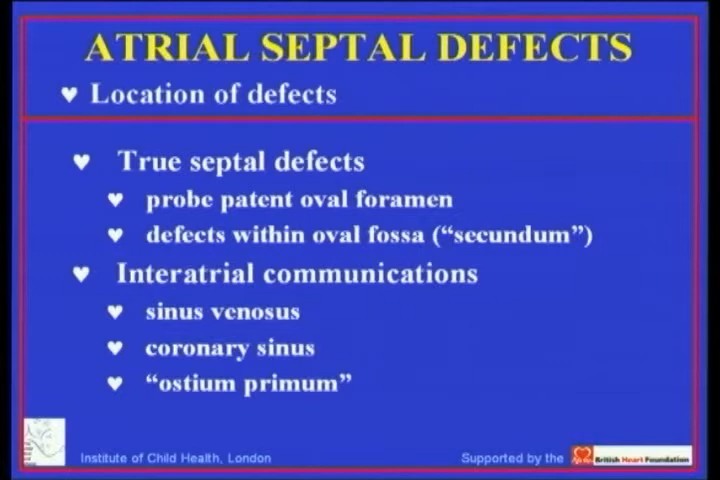 ATRIAL SEPTAL DEFECTS
♥ Location of defects
♥ True septal defects
♥ probe patent oval foramen
♥ defects within oval fossa (“secundum”)
♥ Interatrial communications
♥ sinus venosus
♥ coronary sinus
♥ “ostium primum”
Institute of Child Health, London
Supported by the British Heart Foundation